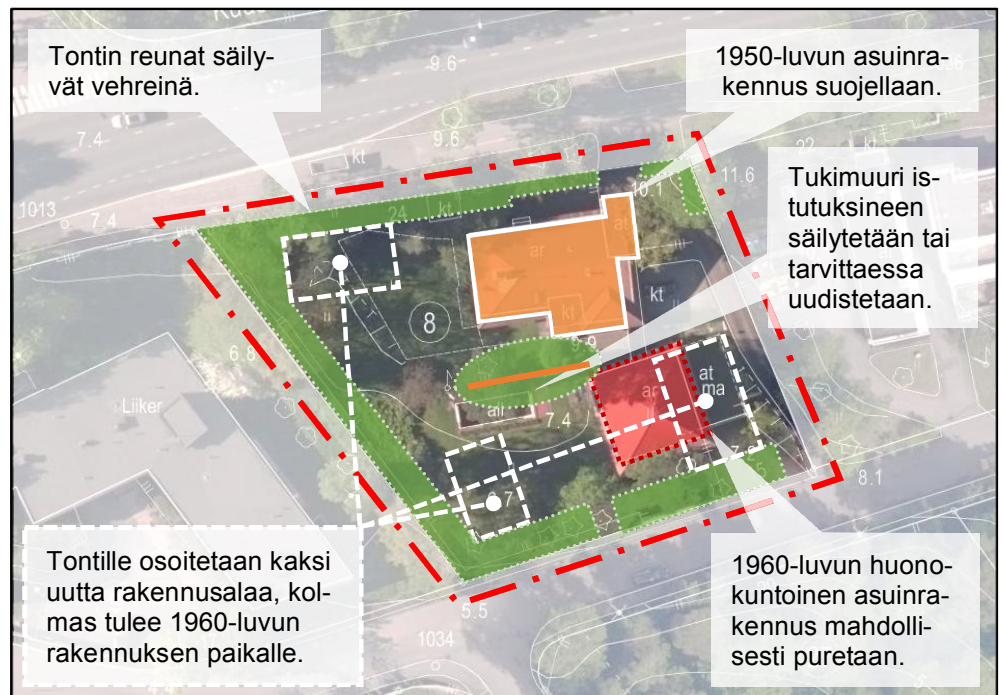 Tontin reunat säily-
vät vehreinä.
1950-luvun asuinra-
kennus suojellaan.
Tukimuuri is-
tutuksineen
säilytetään tai
tarvittaessa
uudistetaan.
9.6
7.4
9.6
kt
22
kt
10.1
11.6
1013
7.4
24
kt
ar
at
kt
kt
8
6.8
Liiker
all
7.4
ar
at
ma
8.1
5.5
1034
Tontille osoitetaan kaksi
uutta rakennusalaa, kol-
mas tulee 1960-luvun
rakennuksen paikalle.
1960-luvun huono-
kuntoinen asuinra-
kennus mahdolli-
sesti puretaan.